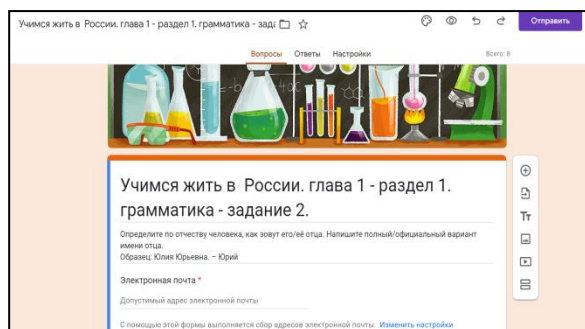 Учимся жить в  России. глава 1 - раздел 1. грамматика - зада
Отправить
Вопросы Ответы Настройки
Всего: 8
Учимся жить в  России. глава 1 - раздел 1.
грамматика - задание 2.
Определите по отчеству человека, как зовут его/её отца. Напишите полный/официальный вариант
имени отца.
Образец: Юлия Юрьевна. – Юрий
Электронная почта *
Допустимый адрес электронной почты
С помощью этой формы выполняется сбор адресов электронной почты. Изменить настройки
Тт